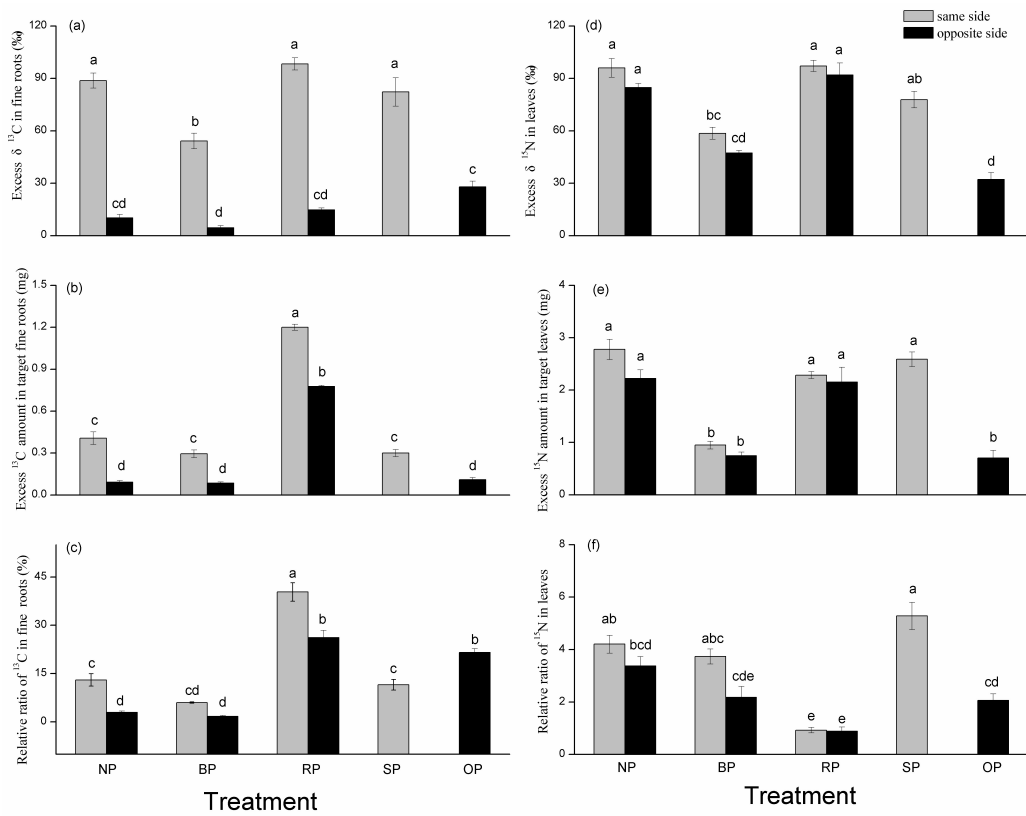 (a)
Excess δ ¹³C in fine roots (‰)
120
90
60
30
0
a
cd
b
d
a
cd
a
c
(b)
Excess ¹³C amount in target fine roots (mg)
1.5
1.2
0.9
0.6
0.3
0.0
c
d
c
d
a
b
c
d
(c)
Relative ratio of ¹³C in fine roots (%)
45
30
15
0
c
d
cd
d
a
b
c
b
NP BP RP SP OP
Treatment
(d)
same side
opposite side
Excess δ ¹⁵N in leaves (‰)
120
90
60
30
0
a
a
bc
cd
a
a
ab
d
(e)
Excess ¹⁵N amount in target leaves (mg)
4
3
2
1
0
a
a
b
b
a
a
a
b
(f)
Relative ratio of ¹⁵N in leaves
8
6
4
2
0
ab
bcd
abc
cde
e
e
a
cd
NP BP RP SP OP
Treatment